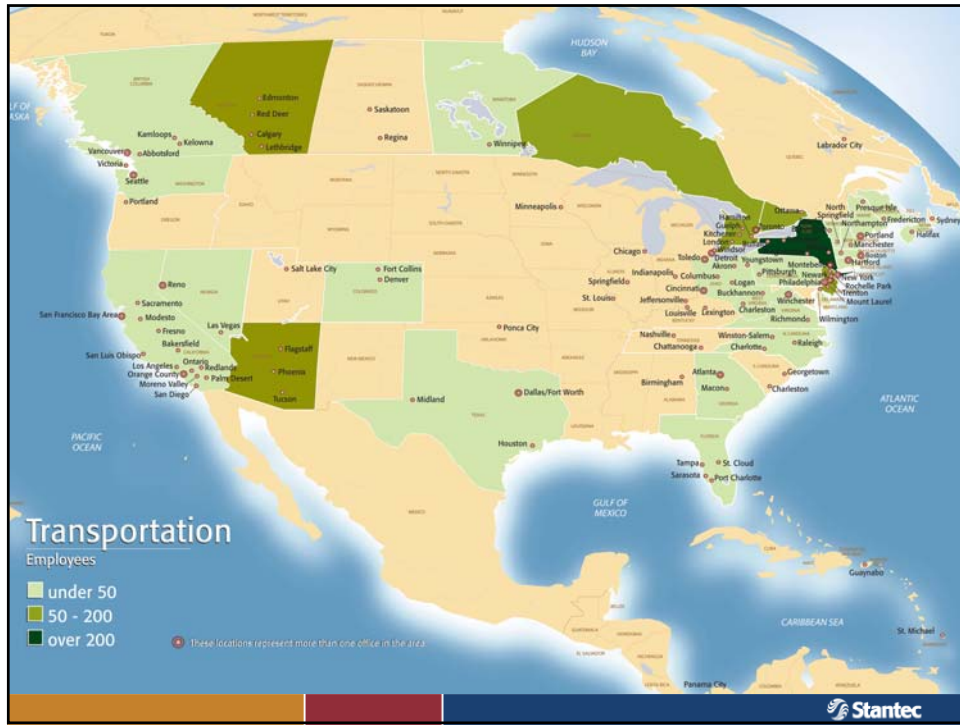 HUDSON
BAY
Edmonton
Red Deer
Calgary
Lethbridge
Saskatoon
Regina
Winnipeg
Labrador City
Kamloops
Kelowna
Vancouver
Abbotsford
Victoria
Seattle
Portland
BRITISH
COLUMBIA
WASHINGTON
OREGON
Minneapolis
Ottawa
North
Springfield
Presque Isle
Northampton
Fredericton
Sydney
Halifax
Hamilton
Guelph
Kitchener
London
Windsor
Toronto
Portland
Manchester
Boston
Hartford
Chicago
Toledo
Detroit
Akron
Youngstown
Montebello
Newark
New York
Rochelle Park
Trenton
Mount Laurel
Wilmington
Philadelphia
Pittsburgh
Indianapolis
Columbus
Logan
Springfield
Cincinnati
Buckhannon
Winchester
St. Louiso
Jeffersonville
Louisville
Lexington
Charleston
Richmond
Salt Lake City
Fort Collins
Denver
Reno
Sacramento
San Francisco Bay Area
Modesto
Fresno
Las Vegas
Bakersfield
San Luis Obispo
Ontario
Los Angeles
Redlands
Orange County
Palm Desert
Moreno Valley
San Diego
Flagstaff
Phoenix
Tucson
Ponca City
Nashville
Chattanooga
Winston-Salem
Raleigh
Charlotte
Birmingham
Atlanta
Macon
Georgetown
Charleston
Midland
Dallas/Fort Worth
Houston
Tampa
St. Cloud
Sarasota
Port Charlotte
PACIFIC
OCEAN
ATLANTIC
OCEAN
GULF OF
MEXICO
MEXICO
CUBA
Guaynabo
CARIBBEAN SEA
St. Michael
Panama City
Transportation
Employees
under 50
50 - 200
over 200
These locations represent more than one office in the area
Stantec